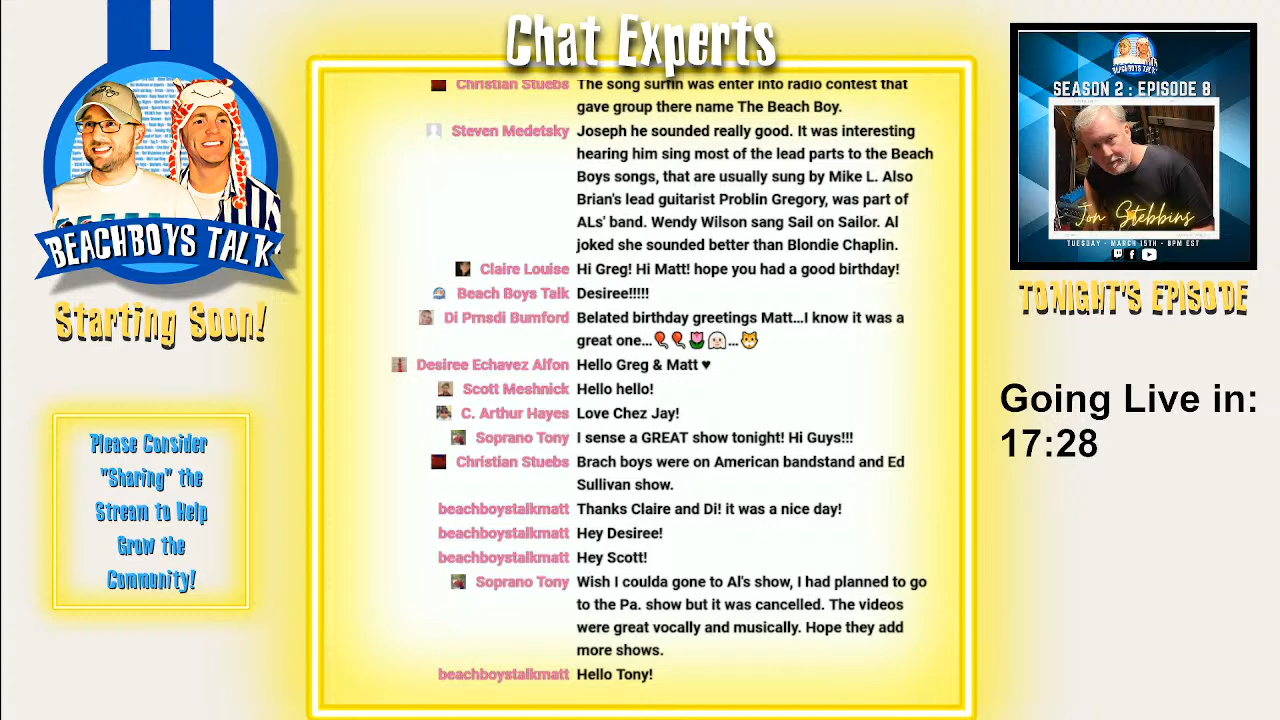 Chat Experts
Christian Stuebs The song surfin was enter into radio contest that
gave group there name The Beach Boy.
Steven Medetsky Joseph he sounded really good. It was interesting
hearing him sing most of the lead parts to the Beach
Boys songs, that are usually sung by Mike L. Also
Brian's lead guitarist Problin Gregory, was part of
ALs' band. Wendy Wilson sang Sail on Sailor. Al
joked she sounded better than Blondie Chaplin.
Claire Louise Hi Greg! Hi Matt! hope you had a good birthday!
Beach Boys Talk Desiree!!!!!
Di Prnsdi Bumford Belated birthday greetings Matt...I know it was a
great one...🎈🎈🌷👻...🐱
Desiree Echavez Alfon Hello Greg & Matt ♥
Scott Meshnick Hello hello!
C. Arthur Hayes Love Chez Jay!
Soprano Tony I sense a GREAT show tonight! Hi Guys!!!
Christian Stuebs Brach boys were on American bandstand and Ed
Sullivan show.
beachboystalkmatt Thanks Claire and Di! it was a nice day!
beachboystalkmatt Hey Desiree!
beachboystalkmatt Hey Scott!
Soprano Tony Wish I coulda gone to Al's show, I had planned to go
to the Pa. show but it was cancelled. The videos
were great vocally and musically. Hope they add
more shows.
beachboystalkmatt Hello Tony!
BEACHBOYS TALK
Starting Soon!
Please Consider
"Sharing" the
Stream to Help
Grow the
Community!
BEACHBOYS TALK
SEASON 2 : EPISODE 8
Jon Stebbins
TUESDAY - MARCH 15TH - 8PM EST
TONIGHT'S EPISODE
Going Live in:
17:28